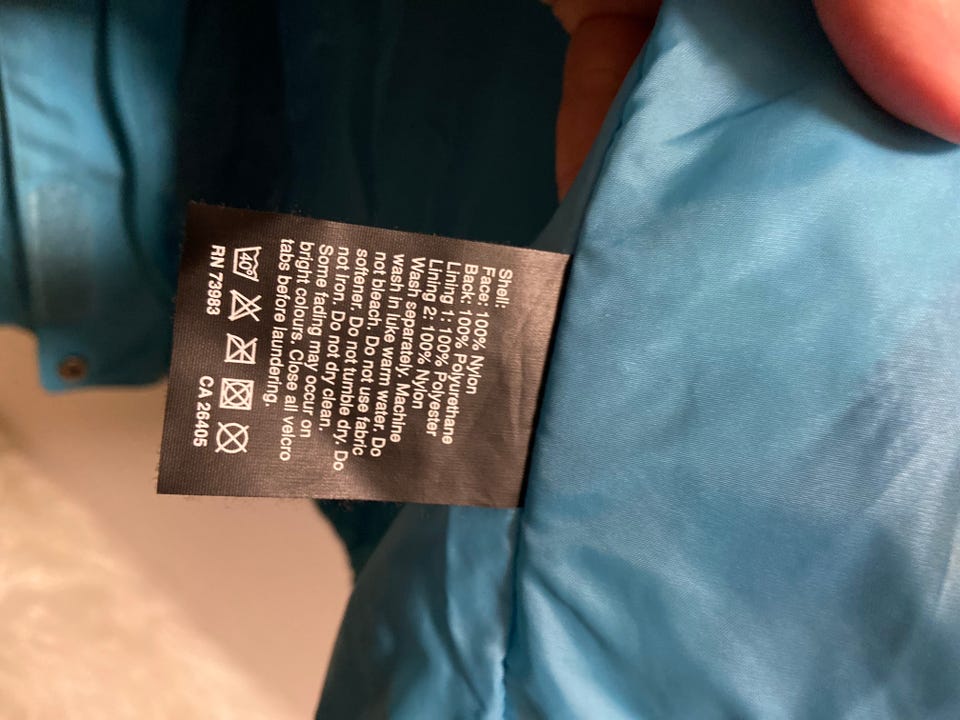 Shell:
Face: 100% Nylon
Back: 100% Polyurethane
Lining 1: 100% Polyester
Lining 2: 100% Nylon
Wash separately. Machine
wash in luke warm water. Do
not bleach. Do not use fabric
softener. Do not tumble dry. Do
not iron. Do not dry clean.
Some fading may occur on
bright colours. Close all velcro
tabs before laundering.
40°
RN 73983 CA 26405